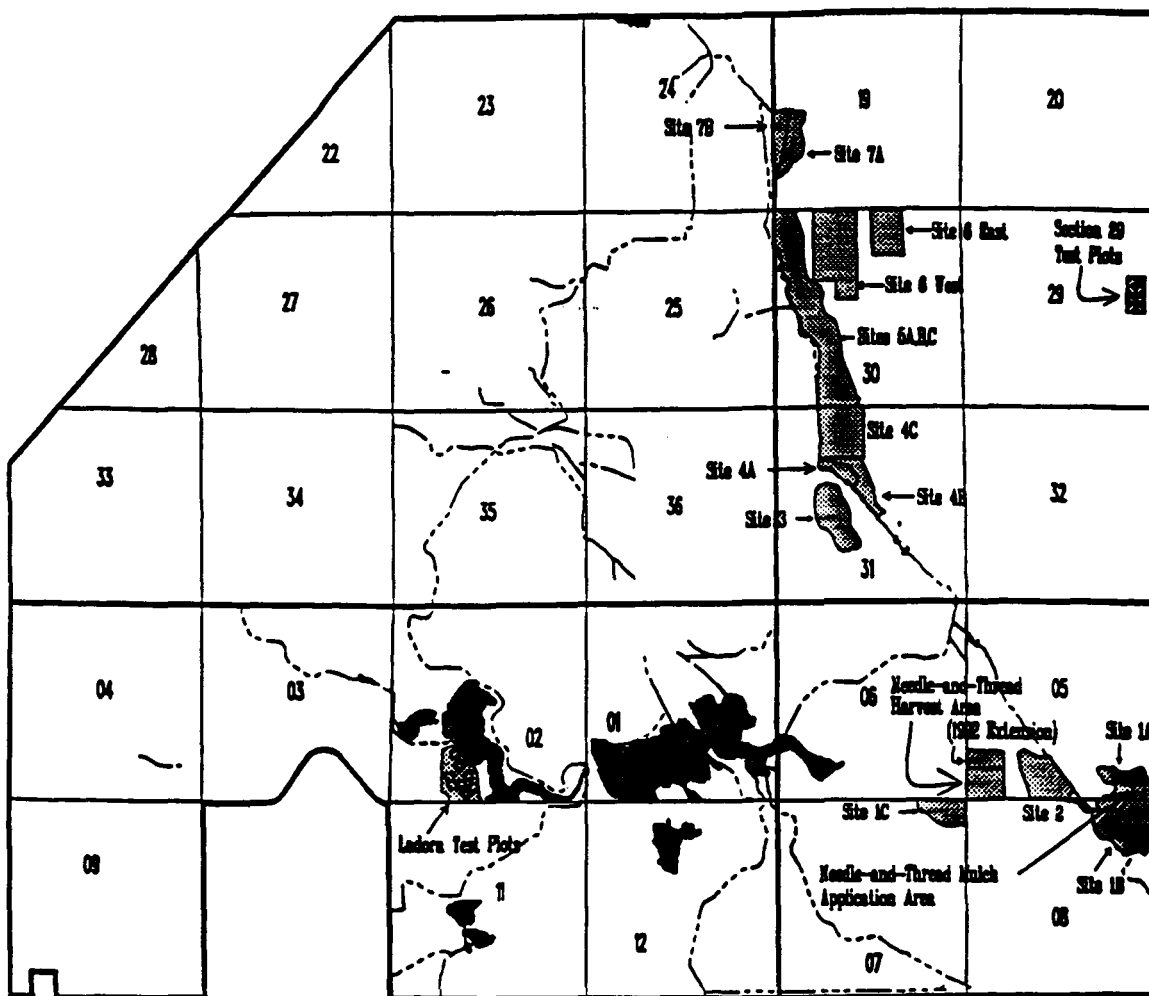 23
24
19
20
Site 7B
Site 7A
22
Site 6 East
Section 29
Test Plots
Site 6 West
27
26
25
29
28
Sites 5A,B,C
30
Site 4C
33
34
35
36
Site 4A
Site 4B
32
Site 3
31
04
03
02
01
06
05
Needle-and-Thread
Harvest Area
(1992 Extension)
Site 1A
Site 1C
Site 2
Ladora Test Plots
09
11
12
07
08
Needle-and-Thread Mulch
Application Area
Site 1B